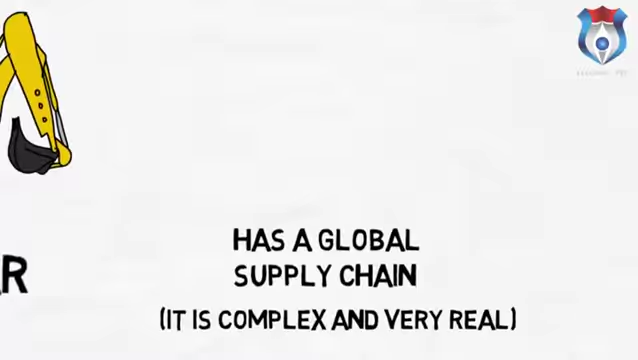 HAS A GLOBAL
SUPPLY CHAIN
R
(IT IS COMPLEX AND VERY REAL)